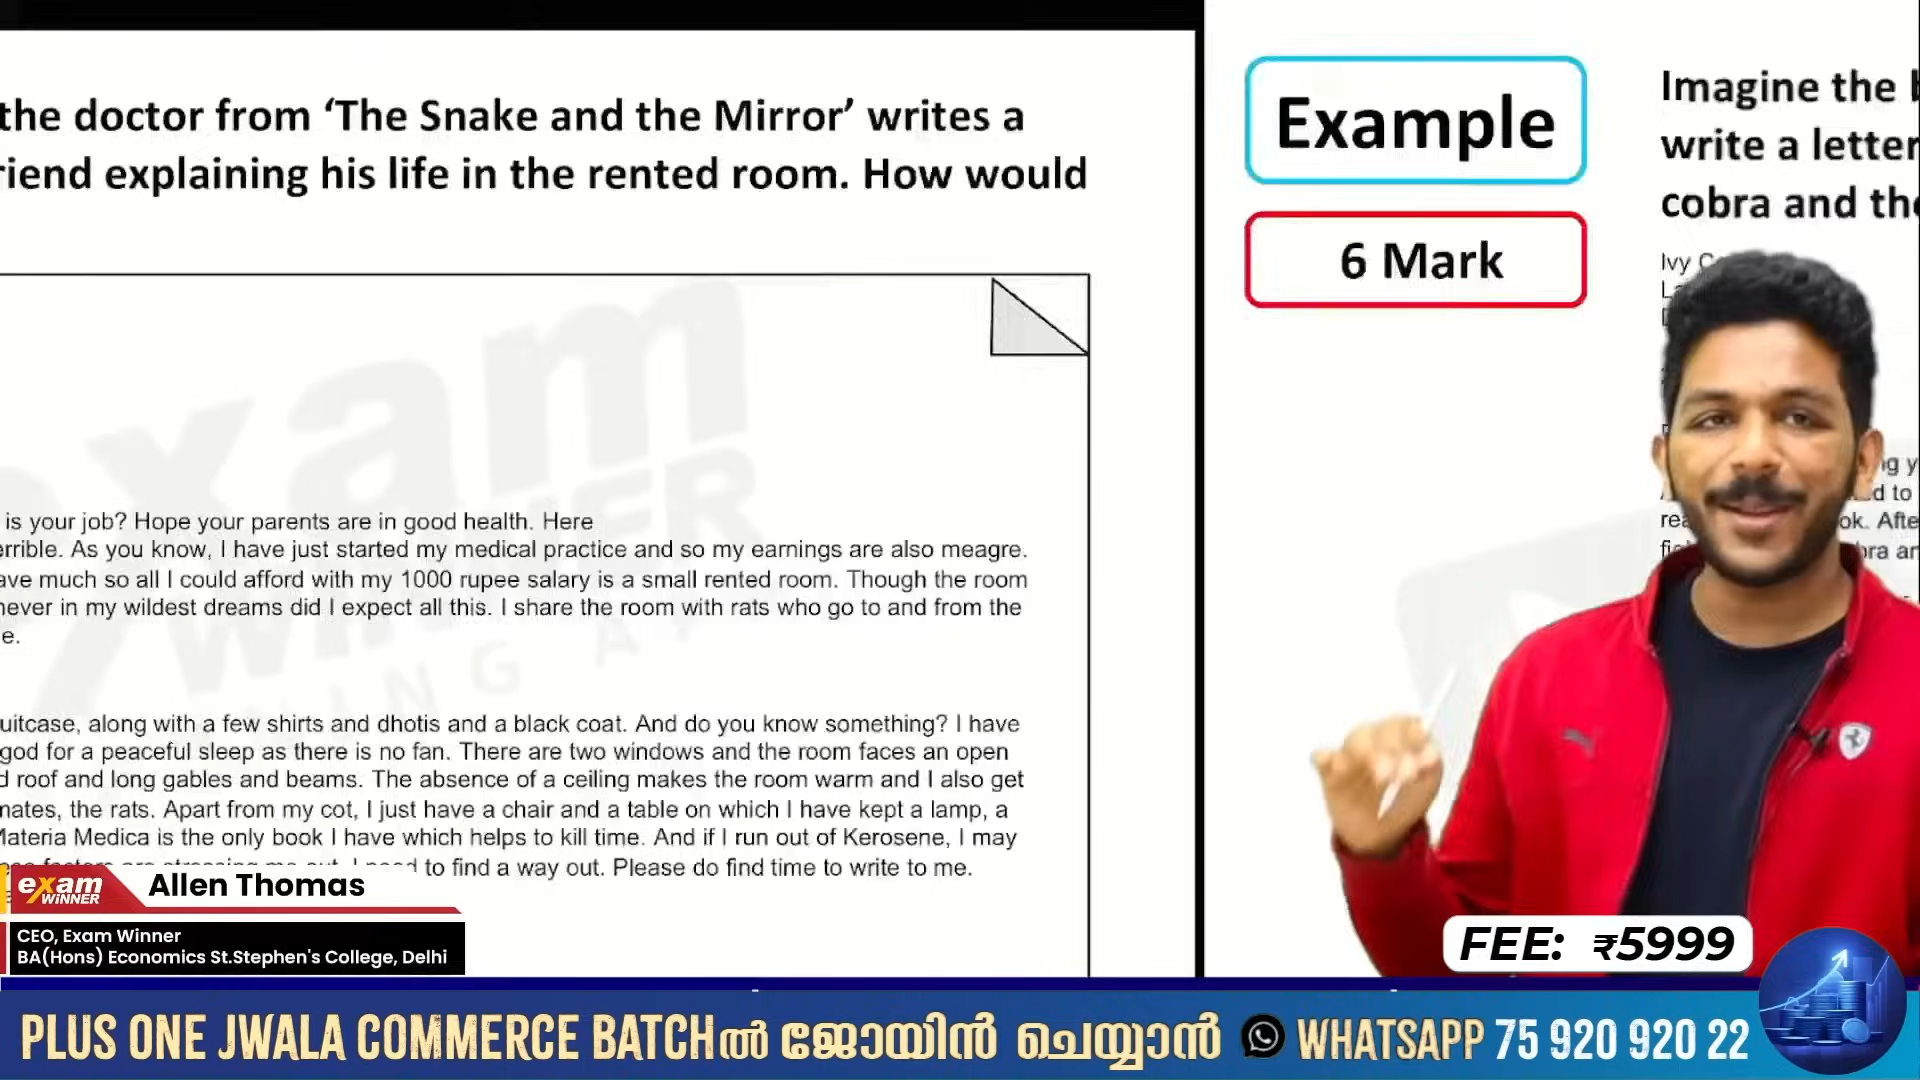 the doctor from ‘The Snake and the Mirror’ writes a
riend explaining his life in the rented room. How would
is your job? Hope your parents are in good health. Here
errible. As you know, I have just started my medical practice and so my earnings are also meagre.
ave much so all I could afford with my 1000 rupee salary is a small rented room. Though the room
never in my wildest dreams did I expect all this. I share the room with rats who go to and from the
e.
uitcase, along with a few shirts and dhotis and a black coat. And do you know something? I have
god for a peaceful sleep as there is no fan. There are two windows and the room faces an open
d roof and long gables and beams. The absence of a ceiling makes the room warm and I also get
mates, the rats. Apart from my cot, I just have a chair and a table on which I have kept a lamp, a
Materia Medica is the only book I have which helps to kill time. And if I run out of Kerosene, I may
to find a way out. Please do find time to write to me.
exam
WINNER
Example
6 Mark
Imagine the b
write a letter
cobra and the
Ivy
ng y
d to
rea
ok. Afte
bra an
exam
WINNER
Allen Thomas
CEO, Exam Winner
BA(Hons) Economics St.Stephen's College, Delhi
FEE: ₹5999
PLUS ONE JWALA COMMERCE BATCHൽ ജോയിൻ ചെയ്യാൻ WHATSAPP 75 920 920 22